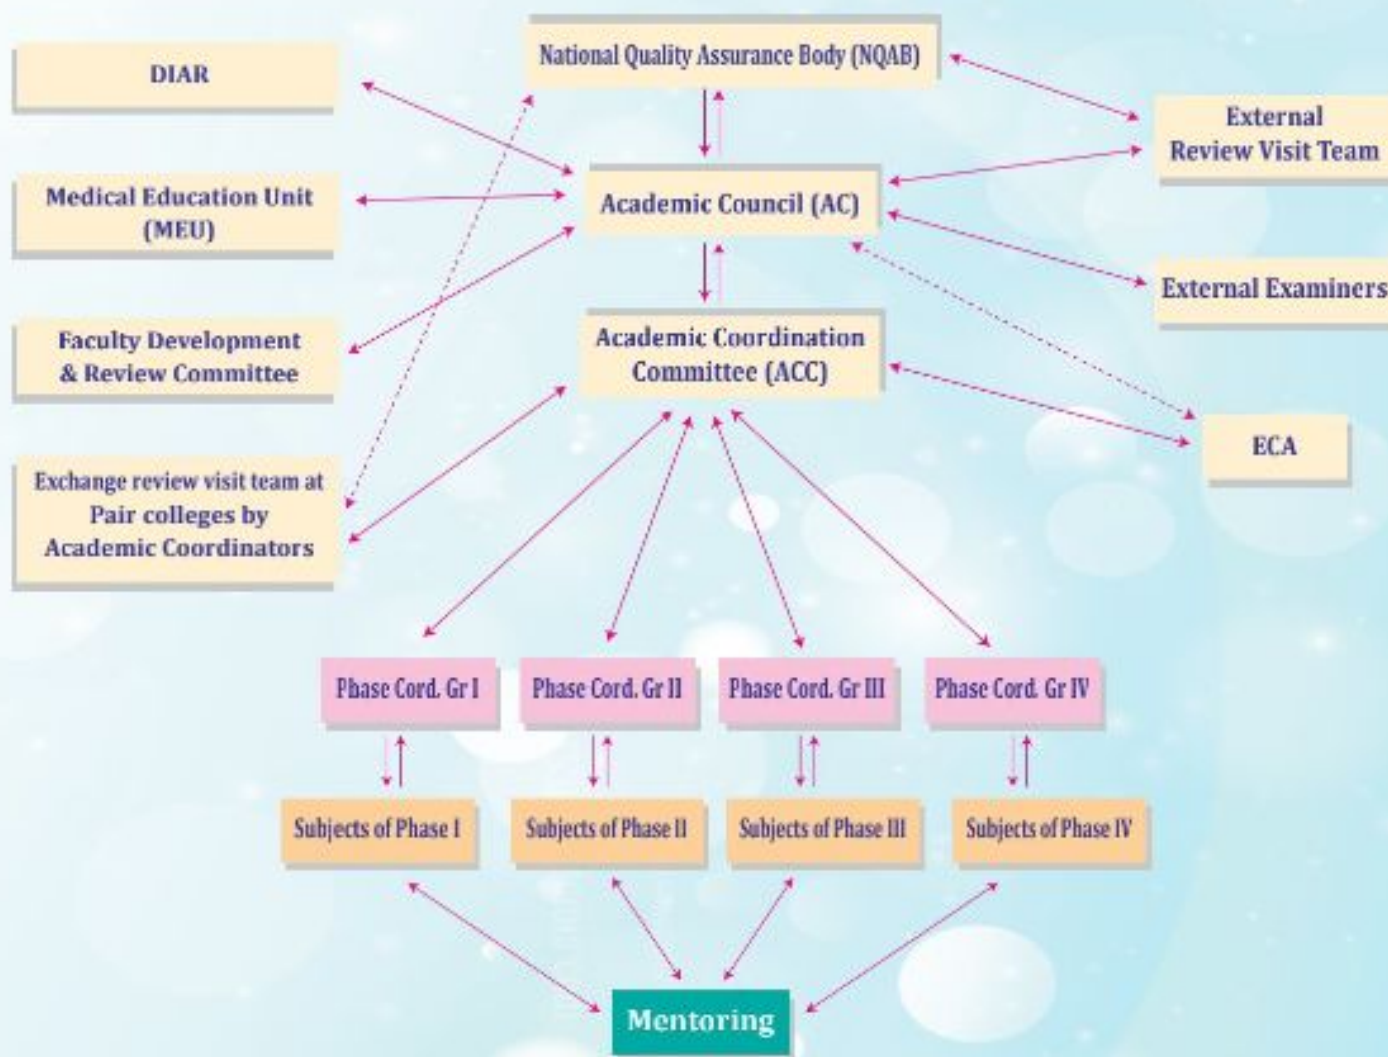 National Quality Assurance Body (NQAB)
DIAR
External
Review Visit Team
Medical Education Unit
(MEU)
Academic Council (AC)
External Examiners
Faculty Development
& Review Committee
Academic Coordination
Committee (ACC)
ECA
Exchange review visit team at
Pair colleges by
Academic Coordinators
Phase Cord. Gr I
Phase Cord. Gr II
Phase Cord. Gr III
Phase Cord. Gr IV
Subjects of Phase I
Subjects of Phase II
Subjects of Phase III
Subjects of Phase IV
Mentoring